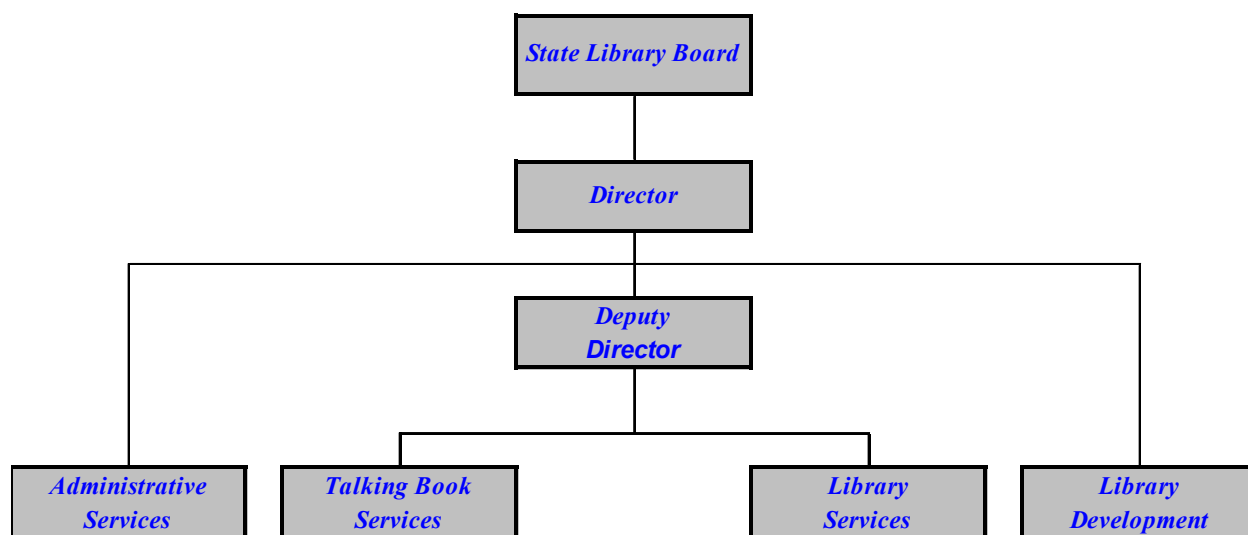 State Library Board
Director
Deputy
Director
Administrative
Services
Talking Book
Services
Library
Services
Library
Development